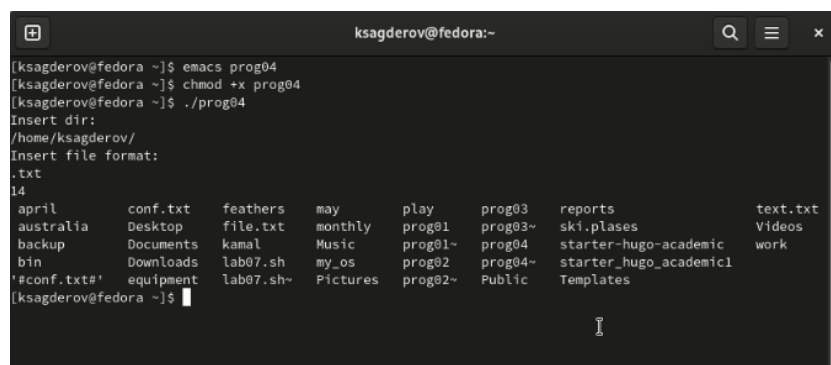 ksagderov@fedora:~
[ksagderov@fedora ~]$ emacs prog04
[ksagderov@fedora ~]$ chmod +x prog04
[ksagderov@fedora ~]$ ./prog04
Insert dir:
/home/ksagderov/
Insert file format:
.txt
14
april conf.txt feathers may play prog03 reports text.txt
australia Desktop file.txt monthly prog01 prog03~ ski.plases Videos
backup Documents kamal Music prog01~ prog04 starter-hugo-academic work
bin Downloads lab07.sh my_os prog02 prog04~ starter_hugo_academic1
'#conf.txt#' equipment lab07.sh~ Pictures prog02~ Public Templates
[ksagderov@fedora ~]$